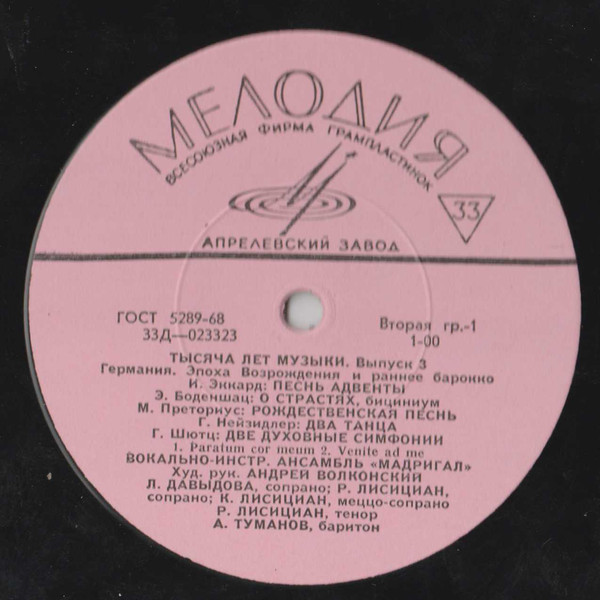 МЕЛОДИЯ
ВСЕСОЮЗНАЯ ФИРМА ГРАМПЛАСТИНОК
33
АПРЕЛЕВСКИЙ ЗАВОД
ГОСТ 5289-68
33Д—023323
Вторая гр.-1
1-00
ТЫСЯЧА ЛЕТ МУЗЫКИ. Выпуск 3
Германия. Эпоха Возрождения и раннее барокко
И. Эккард: ПЕСНЬ АДВЕНТЫ
Э. Боденшац: О СТРАСТЯХ, бициниум
М. Преториус: РОЖДЕСТВЕНСКАЯ ПЕСНЬ
Г. Нейзидлер: ДВА ТАНЦА
Г. Шютц: ДВЕ ДУХОВНЫЕ СИМФОНИИ
1. Paratum cor meum 2. Venite ad me
ВОКАЛЬНО-ИНСТР. АНСАМБЛЬ «МАДРИГАЛ»
Худ. рук. АНДРЕЙ ВОЛКОНСКИЙ
Л. ДАВЫДОВА, сопрано; Р. ЛИСИЦИАН,
сопрано; К. ЛИСИЦИАН, меццо-сопрано
Р. ЛИСИЦИАН, тенор
А. ТУМАНОВ, баритон